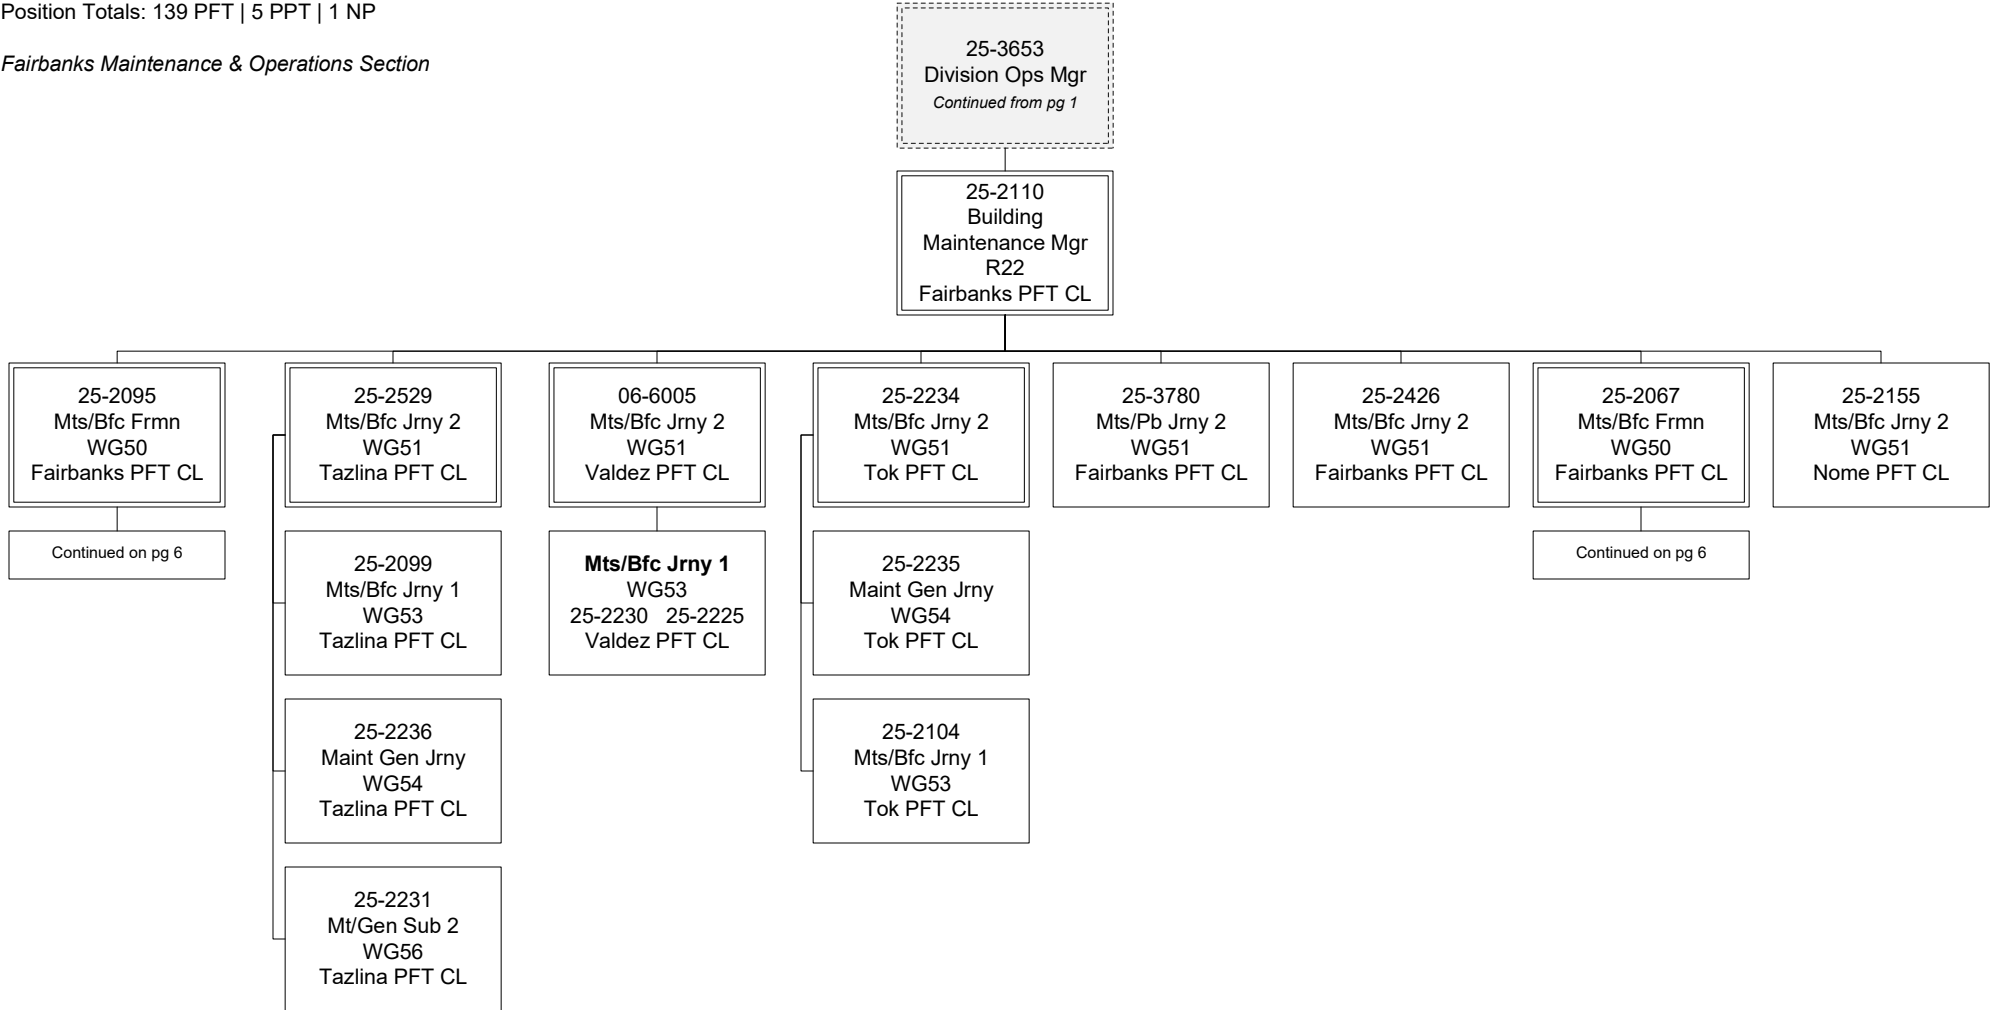 Position Totals: 139 PFT | 5 PPT | 1 NP
Fairbanks Maintenance & Operations Section
25-3653
Division Ops Mgr
Continued from pg 1
25-2110
Building
Maintenance Mgr
R22
Fairbanks PFT CL
25-2095
Mts/Bfc Frmn
WG50
Fairbanks PFT CL
Continued on pg 6
25-2529
Mts/Bfc Jrny 2
WG51
Tazlina PFT CL
25-2099
Mts/Bfc Jrny 1
WG53
Tazlina PFT CL
25-2236
Maint Gen Jrny
WG54
Tazlina PFT CL
25-2231
Mt/Gen Sub 2
WG56
Tazlina PFT CL
06-6005
Mts/Bfc Jrny 2
WG51
Valdez PFT CL
Mts/Bfc Jrny 1
WG53
25-2230 25-2225
Valdez PFT CL
25-2234
Mts/Bfc Jrny 2
WG51
Tok PFT CL
25-2235
Maint Gen Jrny
WG54
Tok PFT CL
25-2104
Mts/Bfc Jrny 1
WG53
Tok PFT CL
25-3780
Mts/Pb Jrny 2
WG51
Fairbanks PFT CL
25-2426
Mts/Bfc Jrny 2
WG51
Fairbanks PFT CL
25-2067
Mts/Bfc Frmn
WG50
Fairbanks PFT CL
Continued on pg 6
25-2155
Mts/Bfc Jrny 2
WG51
Nome PFT CL